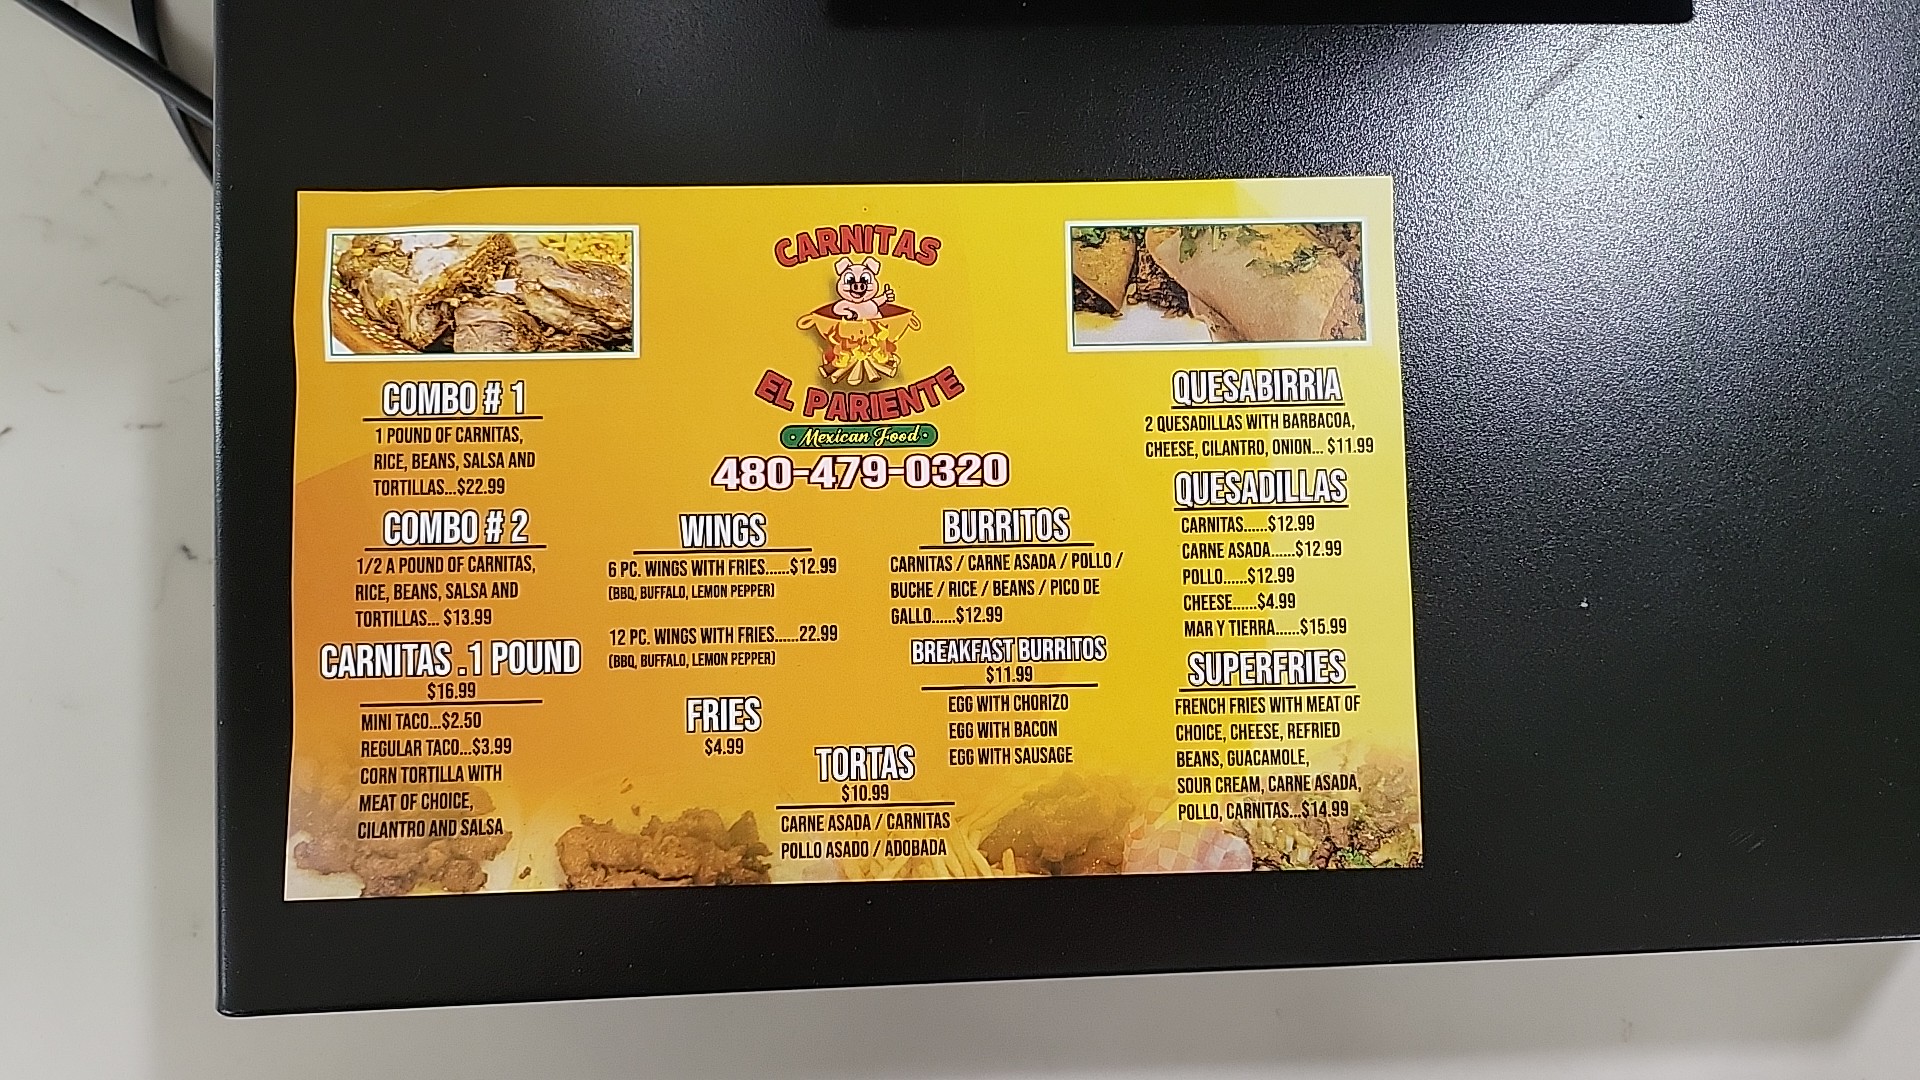 CARNITAS
EL PARIENTE
Mexican Food
480-479-0320
COMBO # 1
1 POUND OF CARNITAS,
RICE, BEANS, SALSA AND
TORTILLAS...$22.99
COMBO # 2
1/2 A POUND OF CARNITAS,
RICE, BEANS, SALSA AND
TORTILLAS... $13.99
CARNITAS .1 POUND
$16.99
MINI TACO...$2.50
REGULAR TACO...$3.99
CORN TORTILLA WITH
MEAT OF CHOICE,
CILANTRO AND SALSA
WINGS
6 PC. WINGS WITH FRIES......$12.99
(BBQ, BUFFALO, LEMON PEPPER)
12 PC. WINGS WITH FRIES......22.99
(BBQ, BUFFALO, LEMON PEPPER)
FRIES
$4.99
TORTAS
$10.99
CARNE ASADA / CARNITAS
POLLO ASADO / ADOBADA
BURRITOS
CARNITAS / CARNE ASADA / POLLO /
BUCHE / RICE / BEANS / PICO DE
GALLO......$12.99
BREAKFAST BURRITOS
$11.99
EGG WITH CHORIZO
EGG WITH BACON
EGG WITH SAUSAGE
QUESABIRRIA
2 QUESADILLAS WITH BARBACOA,
CHEESE, CILANTRO, ONION... $11.99
QUESADILLAS
CARNITAS......$12.99
CARNE ASADA......$12.99
POLLO......$12.99
CHEESE......$4.99
MAR Y TIERRA......$15.99
SUPERFRIES
FRENCH FRIES WITH MEAT OF
CHOICE, CHEESE, REFRIED
BEANS, GUACAMOLE,
SOUR CREAM, CARNE ASADA,
POLLO, CARNITAS...$14.99